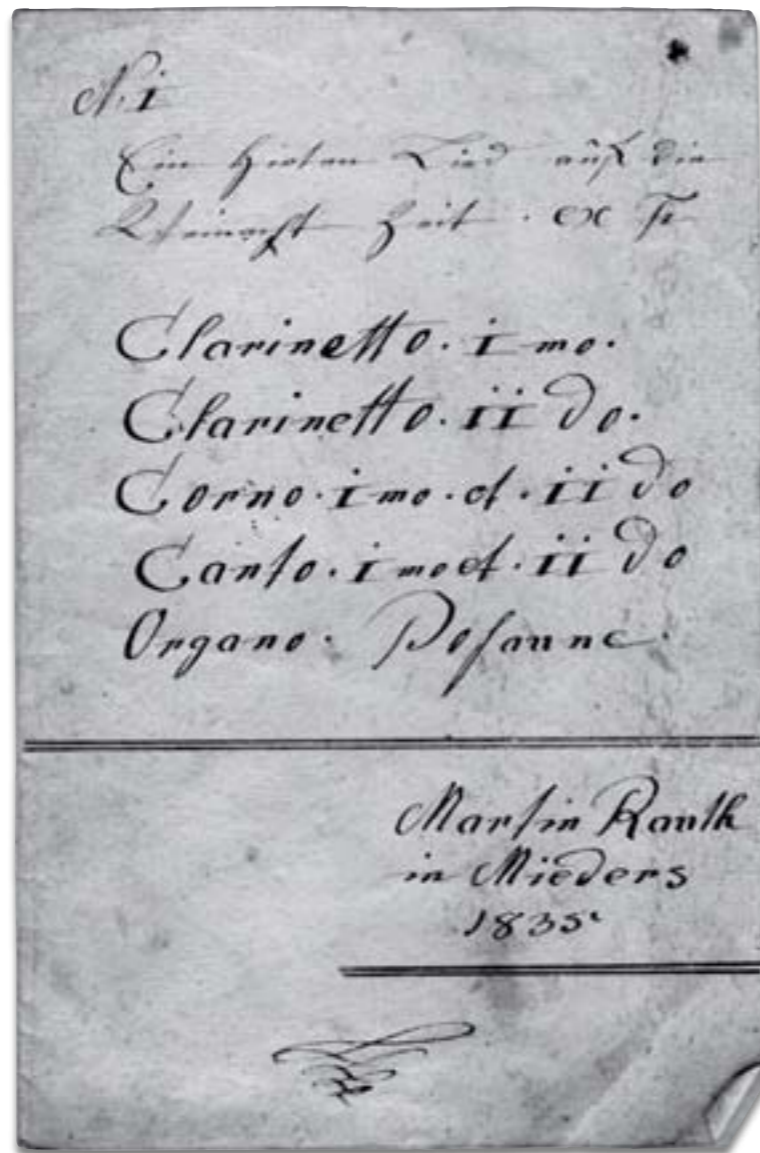 N. i
Ein Hirten Lied auf die
Weinacht Zeit. ex F
Clarinetto. i mo.
Clarinetto. ii do.
Corno. i mo. et. ii do
Canto. i mo et. ii do
Organo. Posaune.
Martin Rauth
in Mieders
1835.